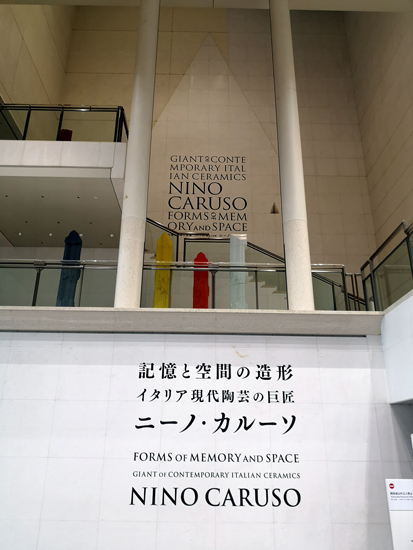 GIANT OF CONTE
MPORARY ITAL
IAN CERAMICS
NINO
CARUSO
FORMS OF MEM
ORY AND SPACE
記憶と空間の造形
イタリア現代陶芸の巨匠
ニーノ・カルーソ
FORMS OF MEMORY AND SPACE
GIANT OF CONTEMPORARY ITALIAN CERAMICS
NINO CARUSO